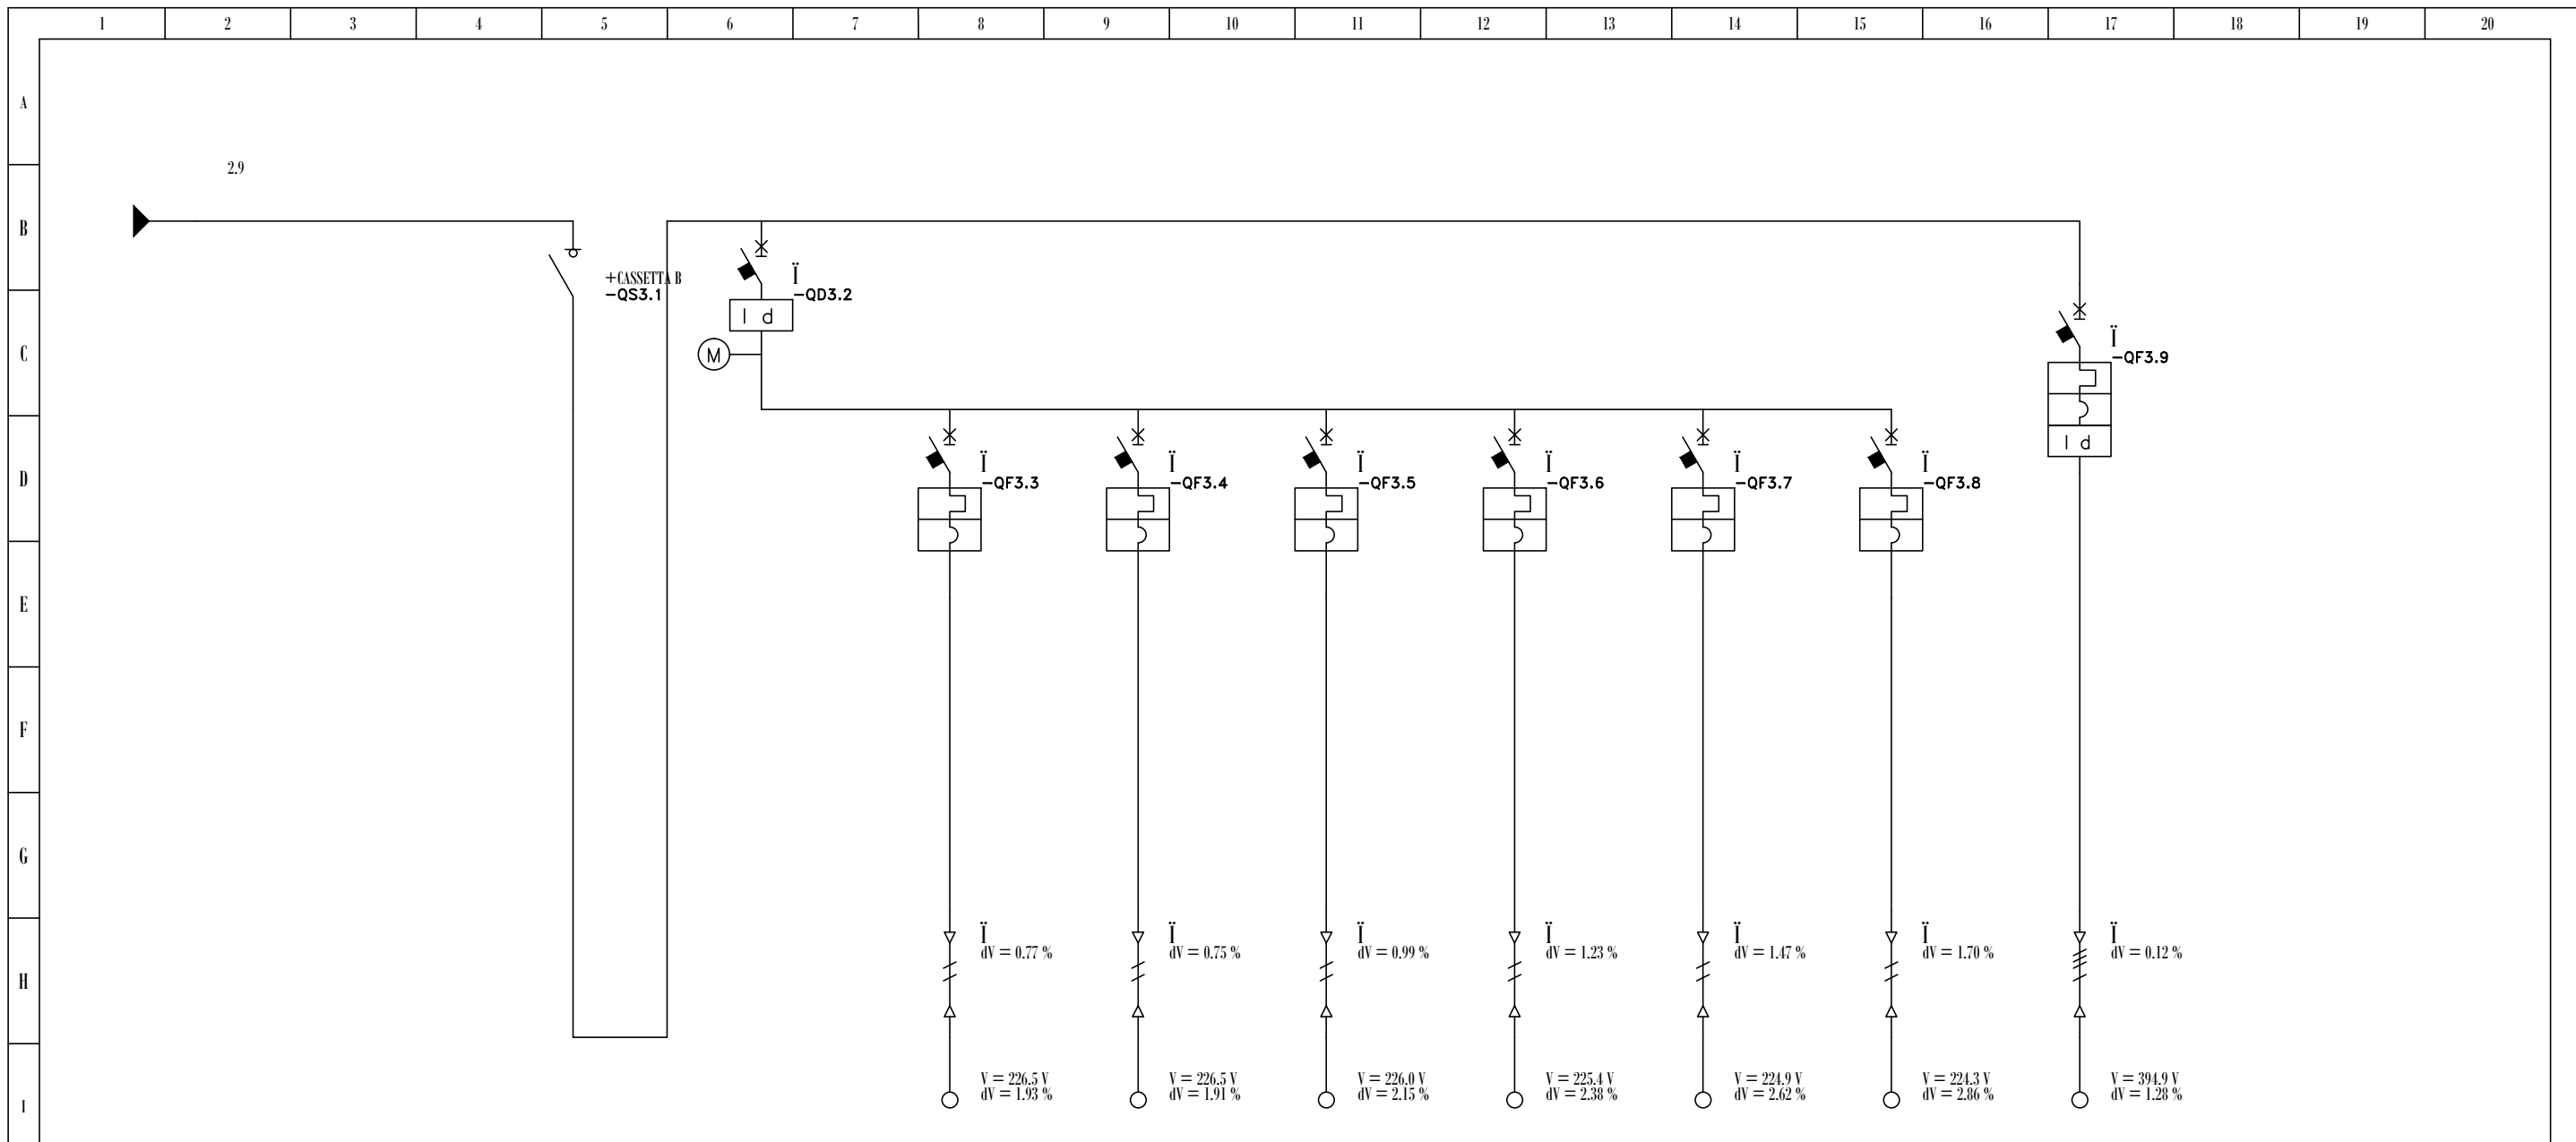 1 2 3 4 5 6 7 8 9 10 11 12 13 14 15 16 17 18 19 20
A
2.9
B
+CASSETTA B
-QS3.1
Ï
-QD3.2
I d
C
M
Ï
-QF3.9
I d
D
Ï
-QF3.3
Ï
-QF3.4
Ï
-QF3.5
Ï
-QF3.6
Ï
-QF3.7
Ï
-QF3.8
E
F
G
H
Ï
dV = 0.77 %
Ï
dV = 0.75 %
Ï
dV = 0.99 %
Ï
dV = 1.23 %
Ï
dV = 1.47 %
Ï
dV = 1.70 %
Ï
dV = 0.12 %
I
V = 226.5 V
dV = 1.93 %
V = 226.5 V
dV = 1.91 %
V = 226.0 V
dV = 2.15 %
V = 225.4 V
dV = 2.38 %
V = 224.9 V
dV = 2.62 %
V = 224.3 V
dV = 2.86 %
V = 394.9 V
dV = 1.28 %